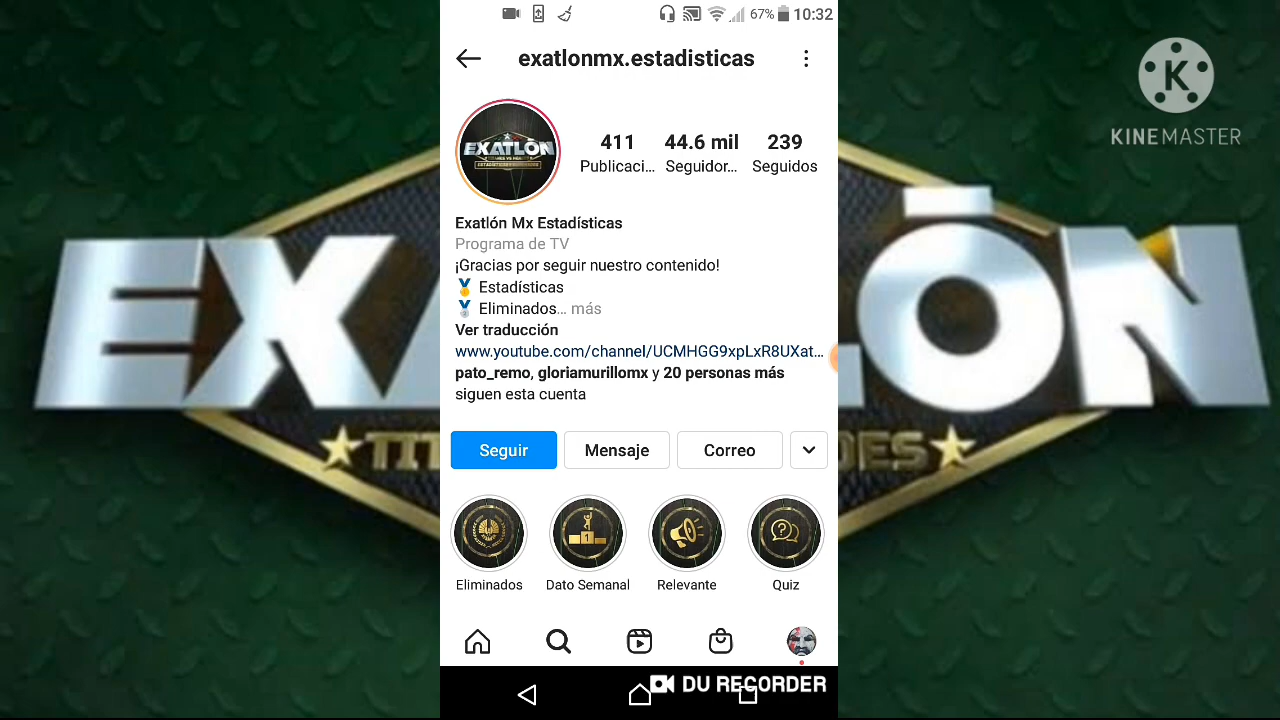 67% 10:32
exatlonmx.estadisticas
KINEMASTER
EXATLÓN
411 44.6 mil 239
Publicaci... Seguidor... Seguidos
Exatlón Mx Estadísticas
Programa de TV
¡Gracias por seguir nuestro contenido!
🥇 Estadísticas
🥈 Eliminados... más
Ver traducción
www.youtube.com/channel/UCMHGG9xpLxR8UXat...
pato_remo, gloriamurillomx y 20 personas más
siguen esta cuenta
EX LÓN
Seguir Mensaje Correo
Eliminados Dato Semanal Relevante Quiz
DU RECORDER